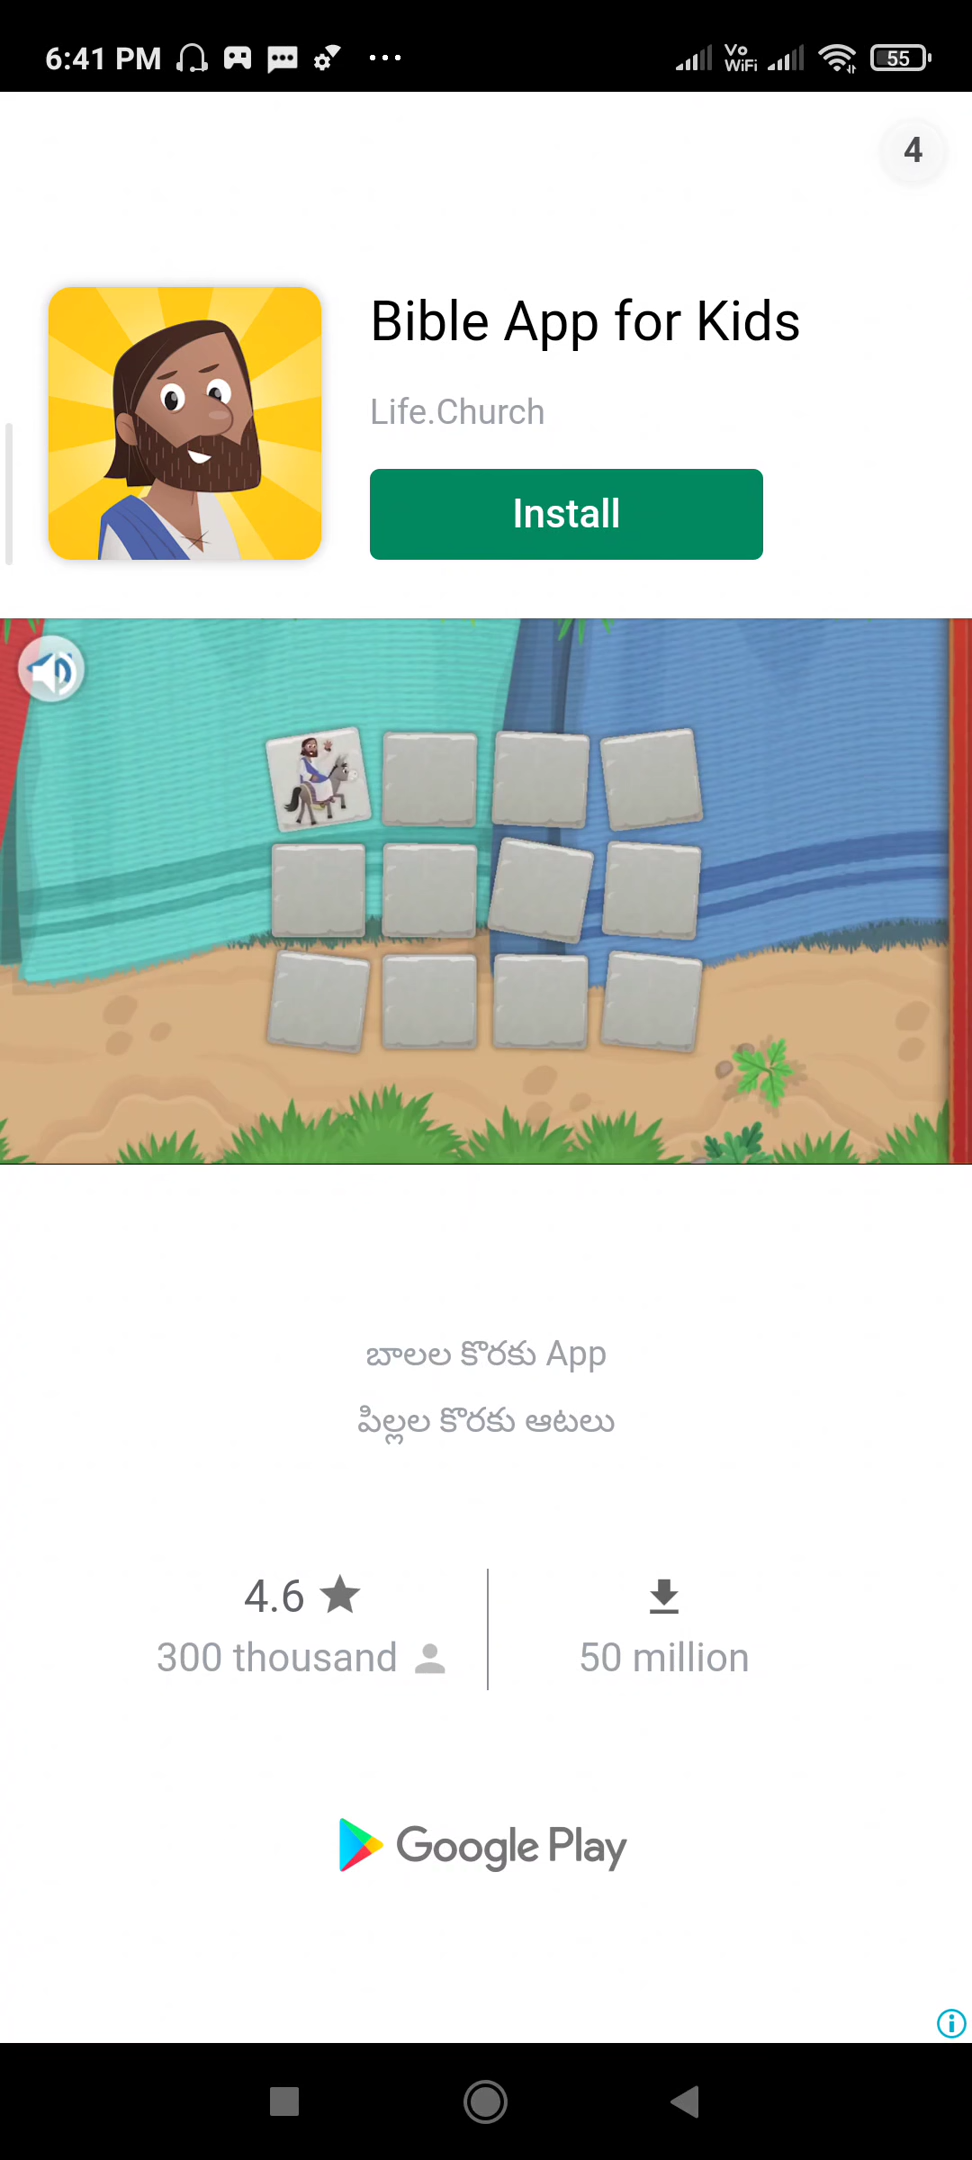 6:41 PM
Vo
WiFi
55
4
Bible App for Kids
Life.Church
Install
బాలల కొరకు App
పిల్లల కొరకు ఆటలు
4.6
300 thousand
50 million
Google Play